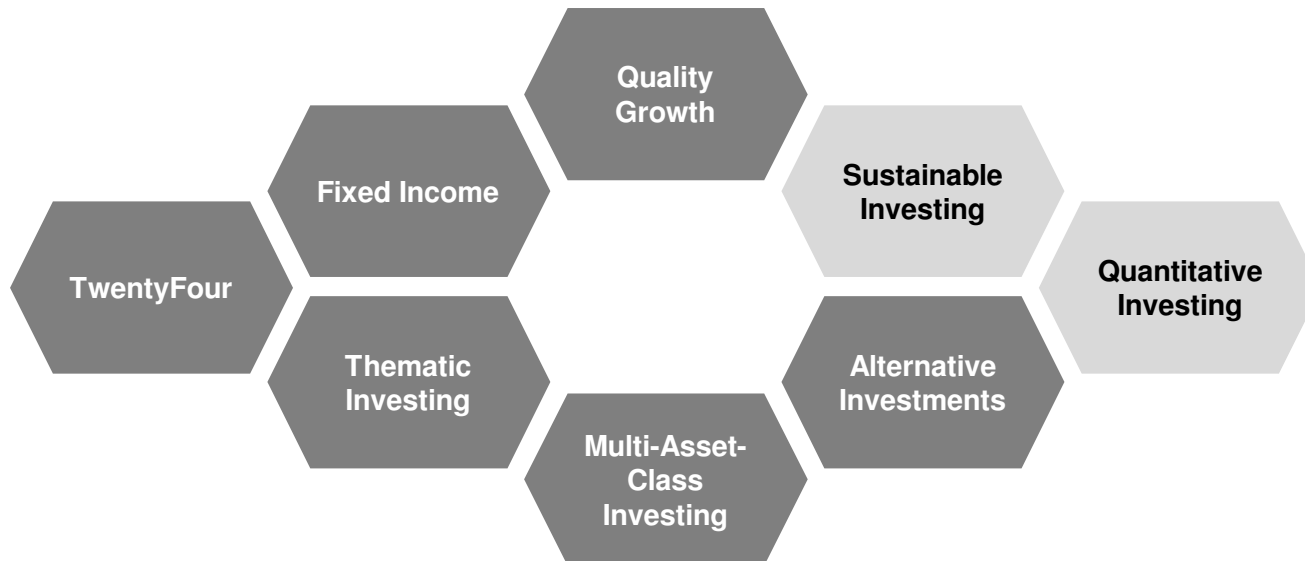 Quality
Growth
Fixed Income
Sustainable
Investing
TwentyFour
Quantitative
Investing
Thematic
Investing
Alternative
Investments
Multi-Asset-
Class
Investing